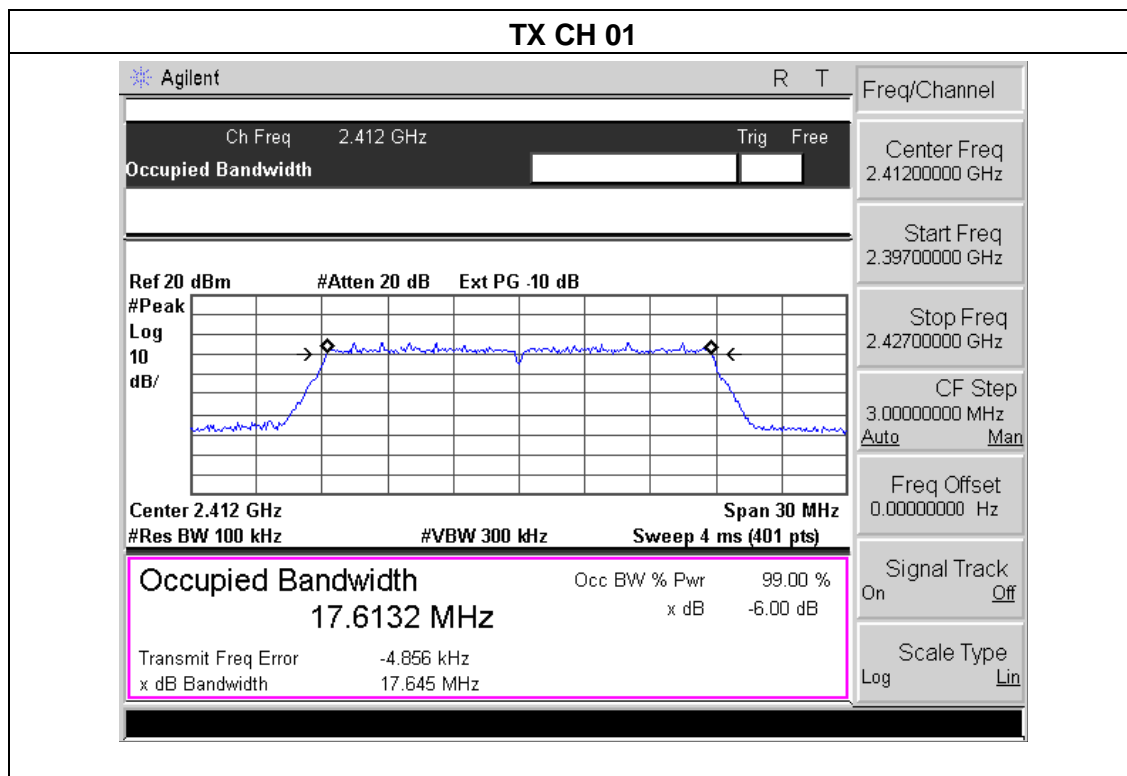 TX CH 01
Agilent R T
Ch Freq 2.412 GHz Trig Free
Occupied Bandwidth
Ref 20 dBm #Atten 20 dB Ext PG -10 dB
#Peak
Log
10
dB/
Center 2.412 GHz Span 30 MHz
#Res BW 100 kHz #VBW 300 kHz Sweep 4 ms (401 pts)
Occupied Bandwidth Occ BW % Pwr 99.00 %
17.6132 MHz x dB -6.00 dB
Transmit Freq Error -4.856 kHz
x dB Bandwidth 17.645 MHz
Freq/Channel
Center Freq
2.41200000 GHz
Start Freq
2.39700000 GHz
Stop Freq
2.42700000 GHz
CF Step
3.00000000 MHz
Auto Man
Freq Offset
0.00000000 Hz
Signal Track
On Off
Scale Type
Log Lin